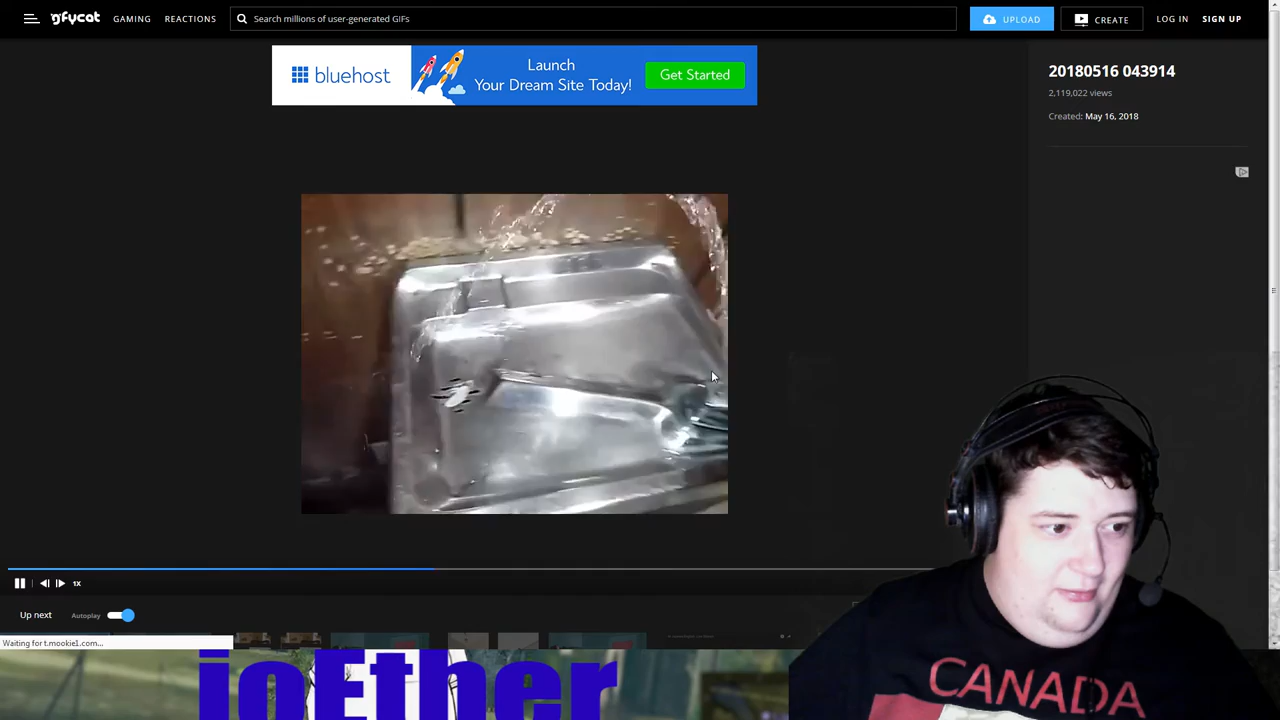 gfycat GAMING REACTIONS Search millions of user-generated GIFs UPLOAD CREATE LOG IN SIGN UP
bluehost
Launch
Your Dream Site Today!
Get Started
20180516 043914
2,119,022 views
Created: May 16, 2018
1X
Up next Autoplay
Waiting for t.mookie1.com...
ioEther
CANADA